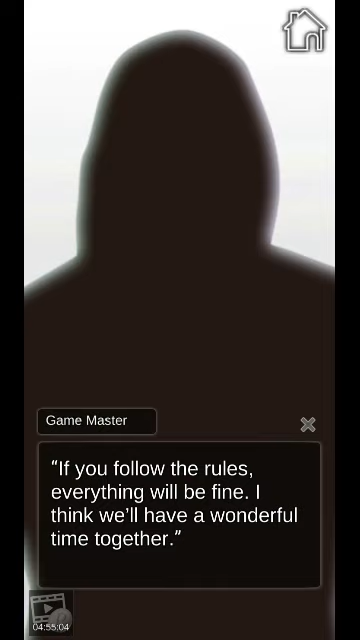 Game Master
“If you follow the rules,
everything will be fine. I
think we’ll have a wonderful
time together.”
04:55:04